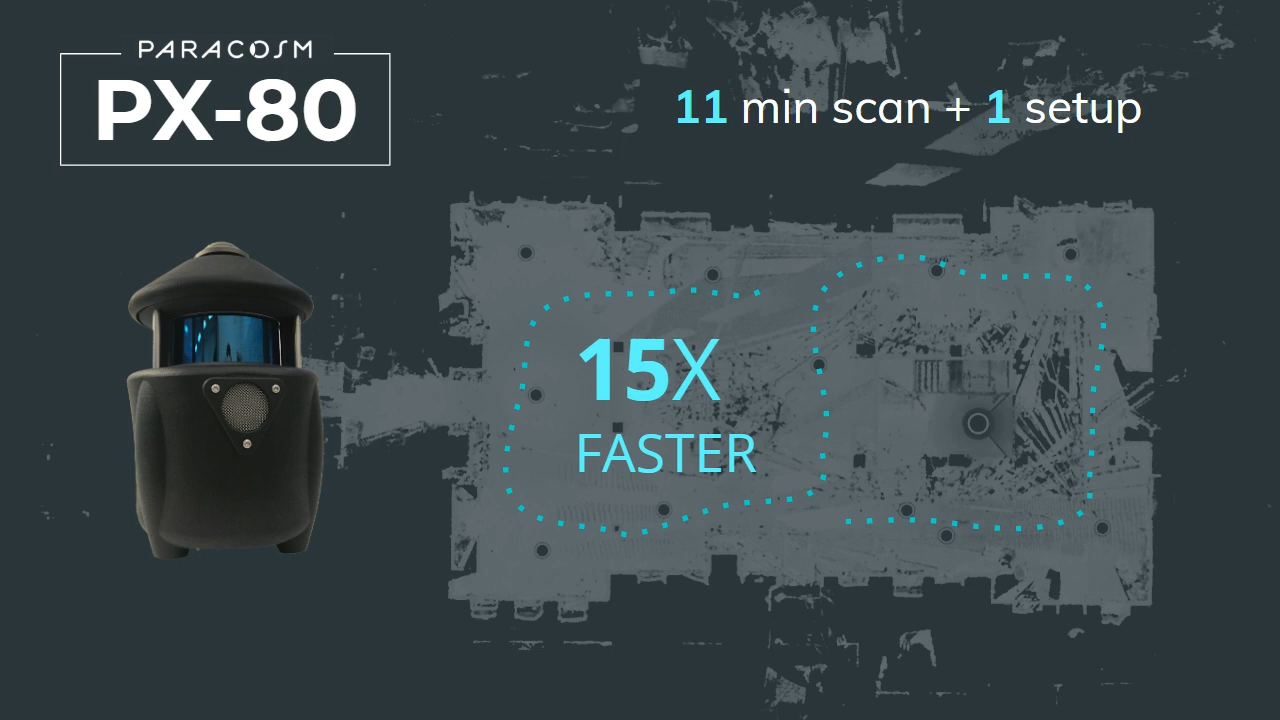 PARACOSM
PX-80
11 min scan + 1 setup
15X
FASTER